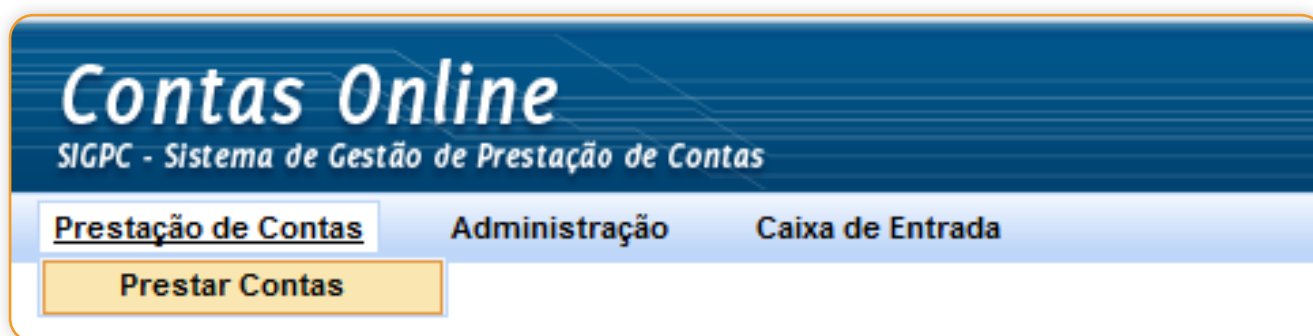 Contas Online
SIGPC - Sistema de Gestão de Prestação de Contas
Prestação de Contas Administração Caixa de Entrada
Prestar Contas